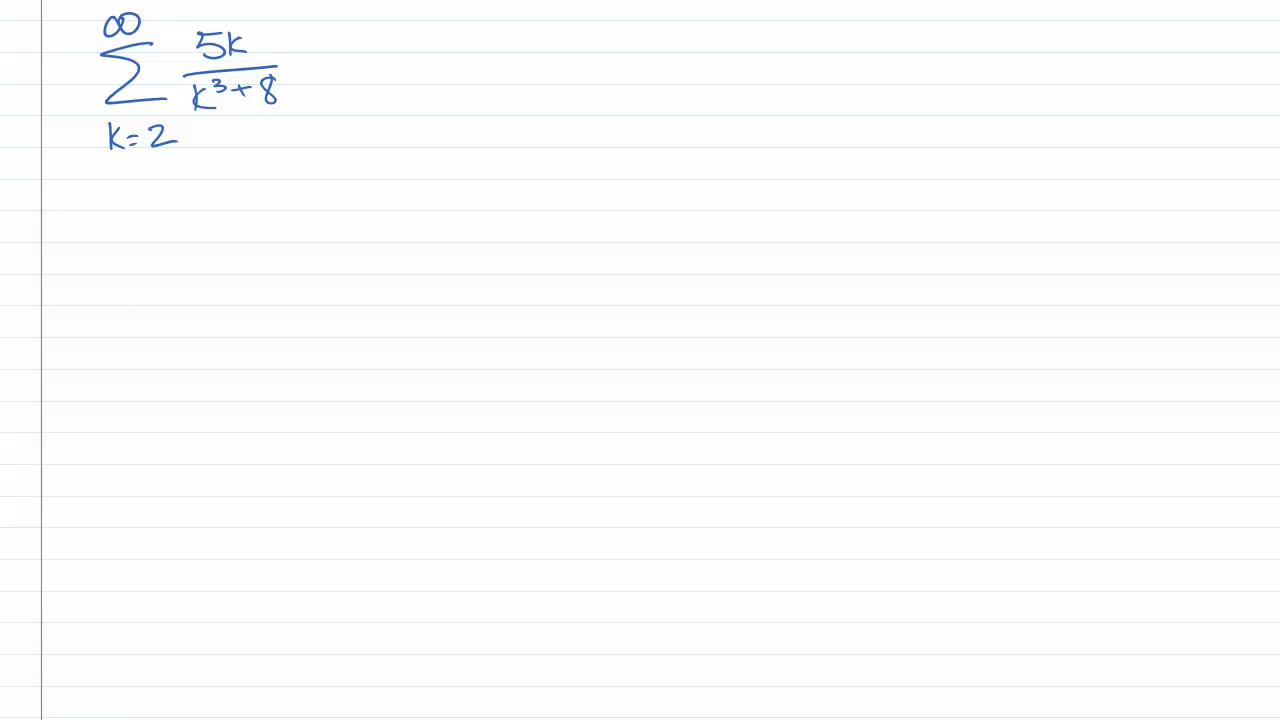 ∞
∑ 5k / k³ + 8
k = 2